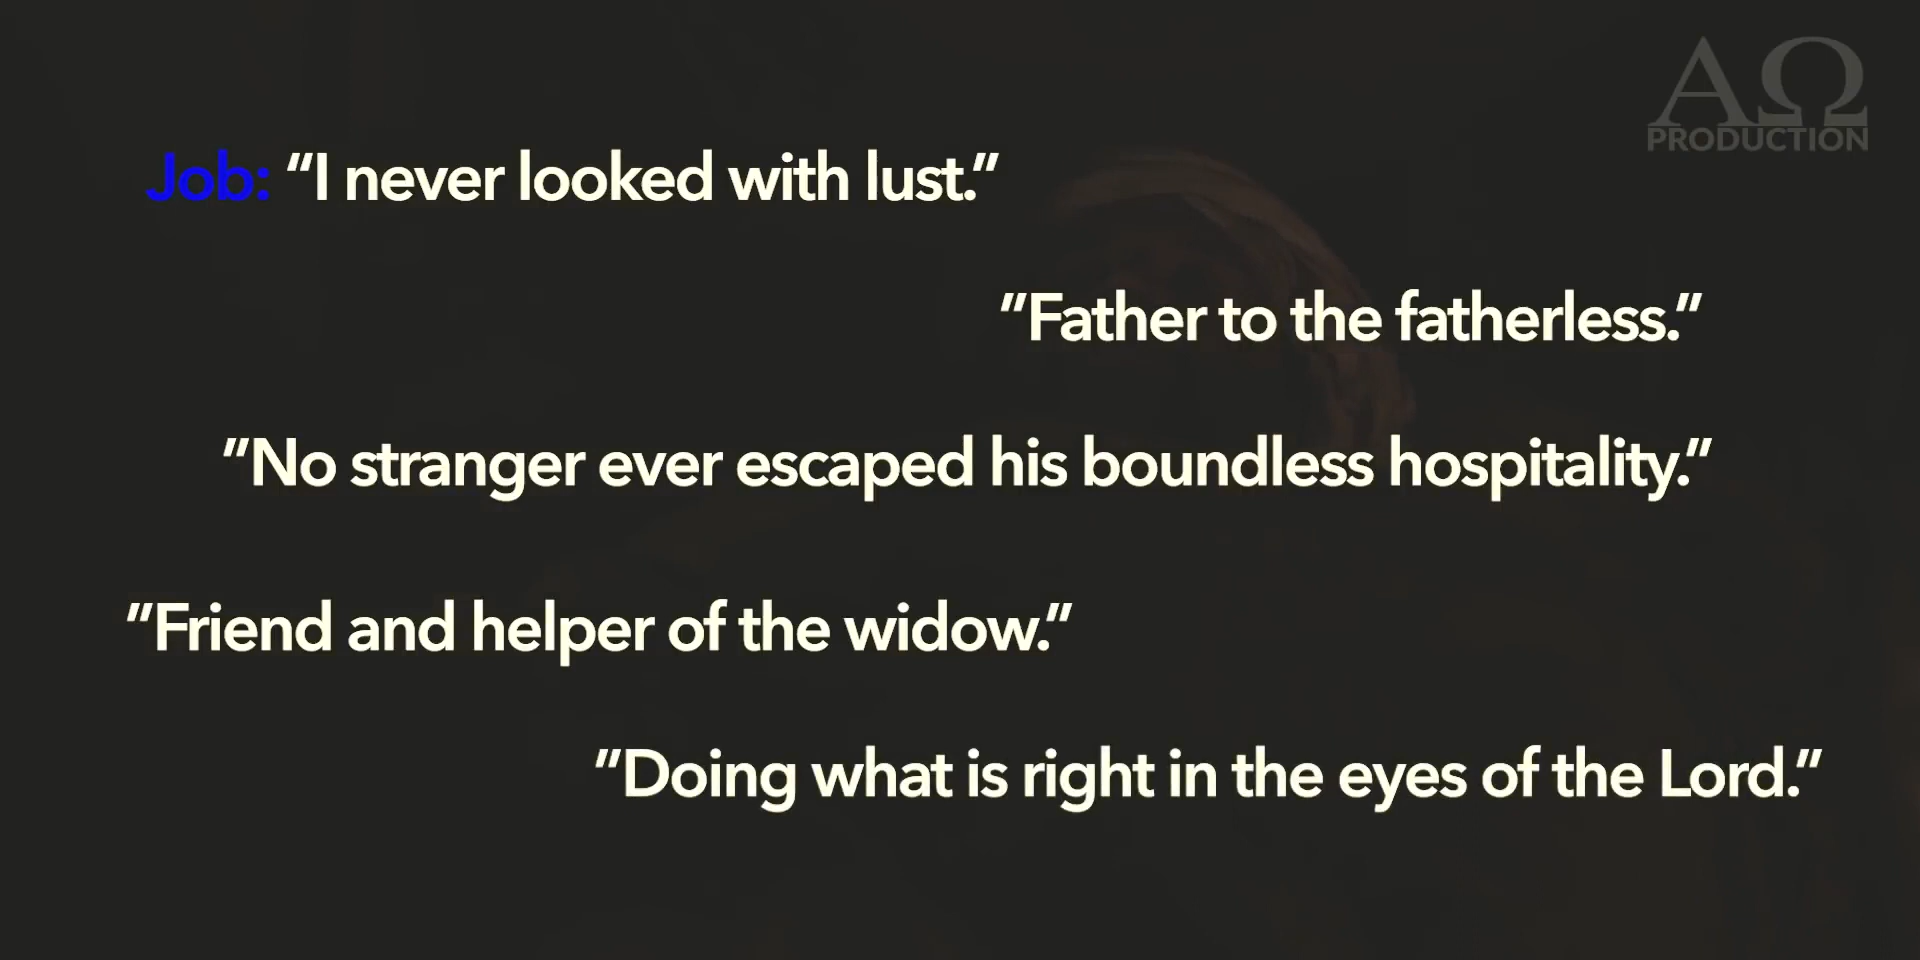 ΑΩ
PRODUCTION
Job: “I never looked with lust.”
”Father to the fatherless.”
”No stranger ever escaped his boundless hospitality.”
”Friend and helper of the widow.”
”Doing what is right in the eyes of the Lord.”